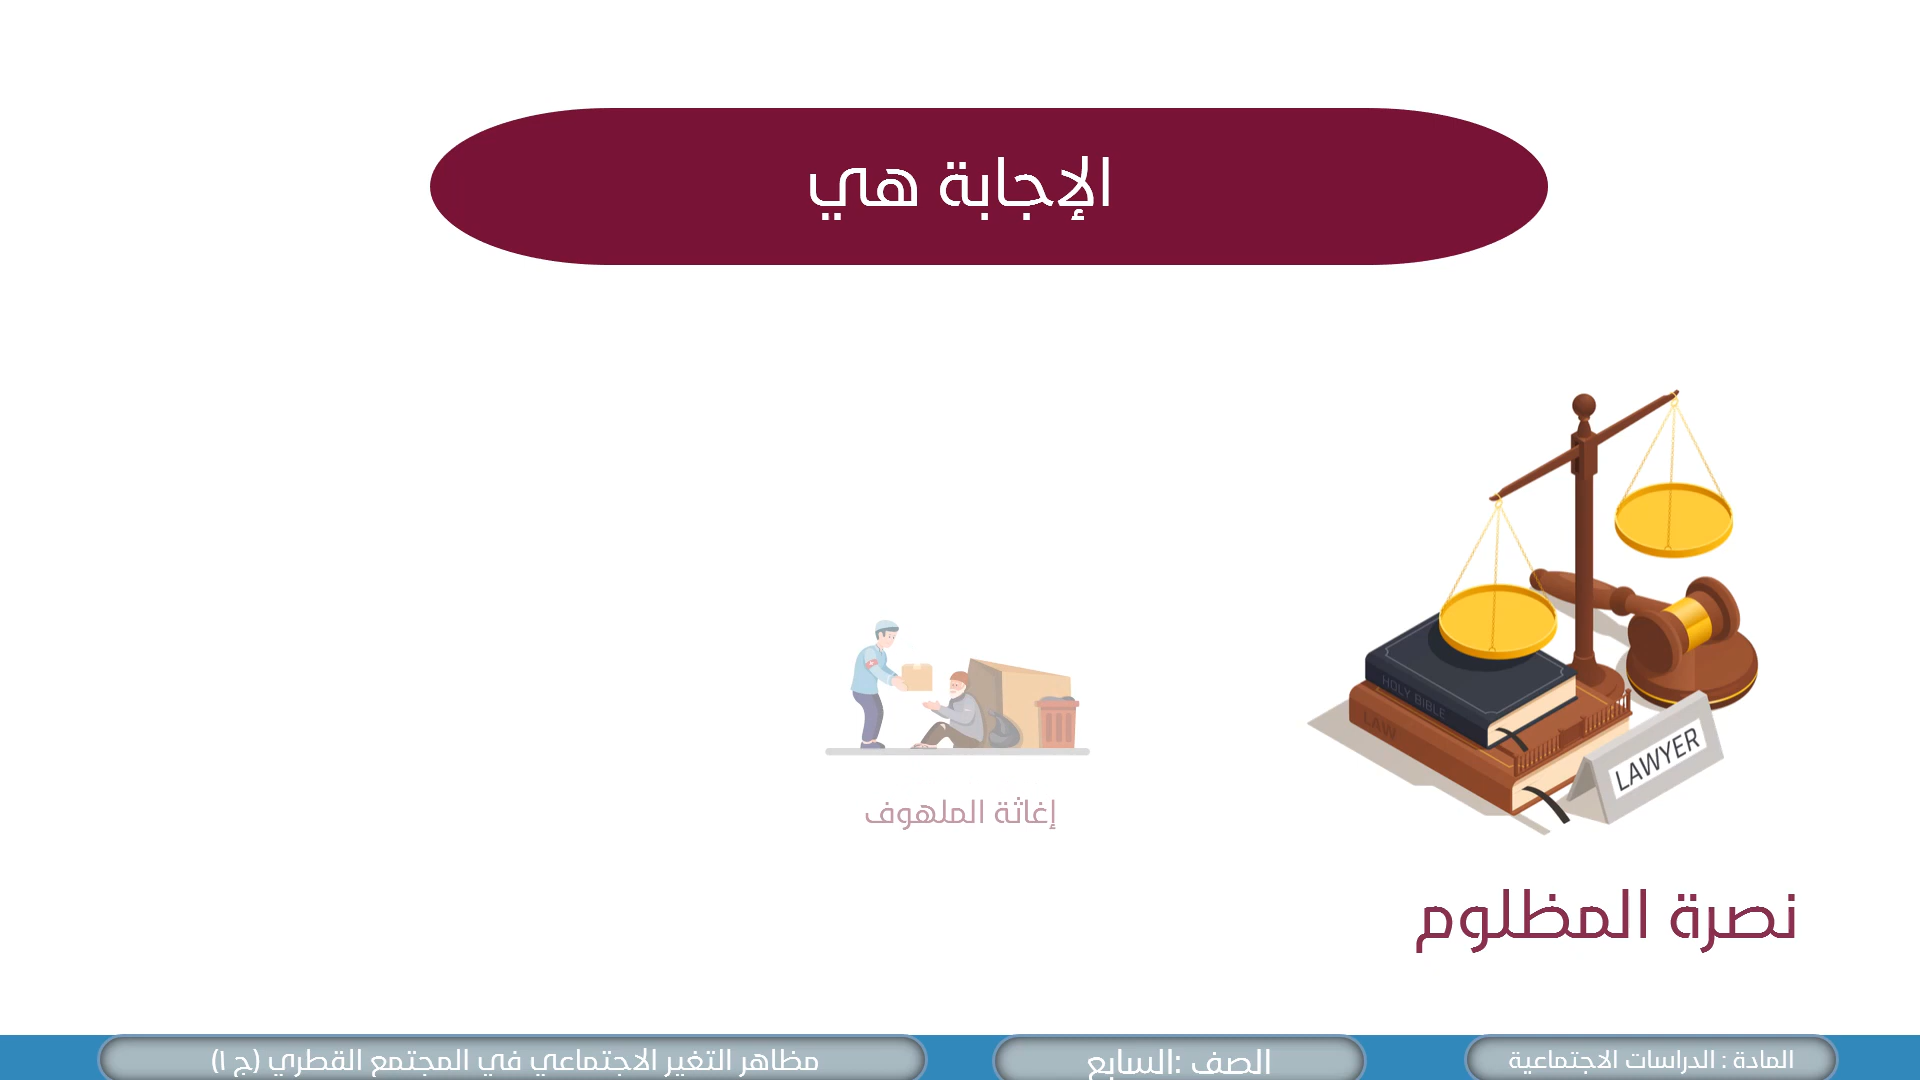 الإجابة هي
HOLY BIBLE
LAW
LAWYER
إغاثة الملهوف
نصرة المظلوم
المادة : الدراسات الاجتماعية
الصف :السابع
مظاهر التغير الاجتماعي في المجتمع القطري (ج ١)